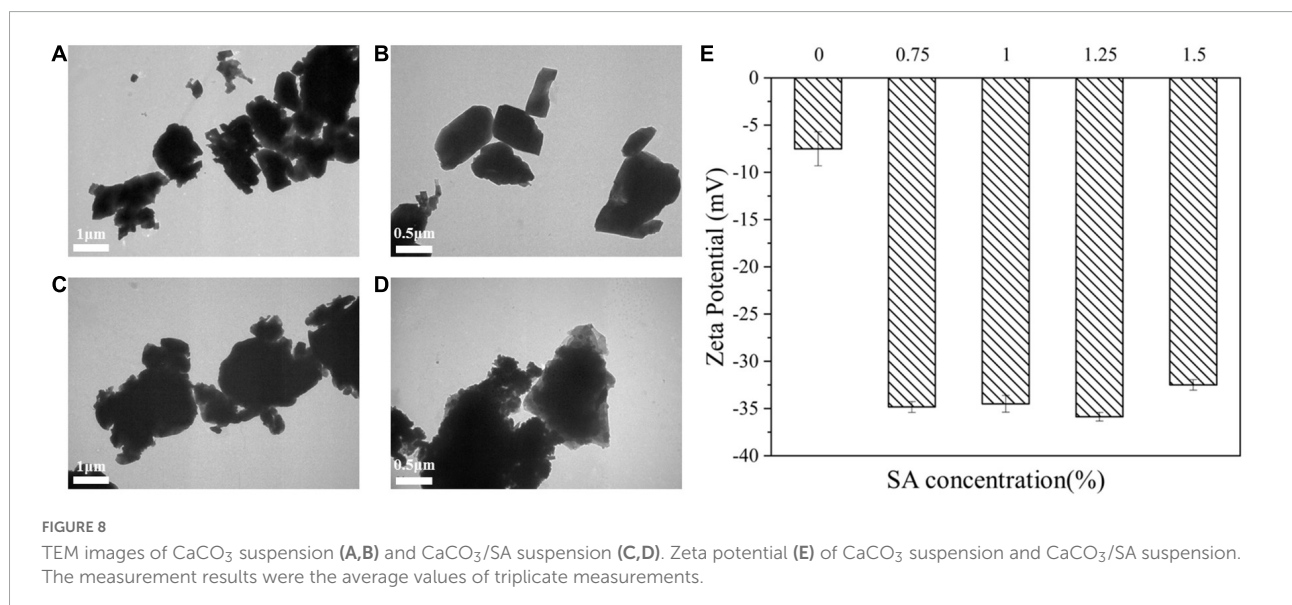 A
1μm
B
0.5μm
C
1μm
D
0.5μm
E
0 0.75 1 1.25 1.5
0
-5
-10
-15
-20
-25
-30
-35
-40
Zeta Potential (mV)
SA concentration(%)
FIGURE 8
TEM images of CaCO₃ suspension (A,B) and CaCO₃/SA suspension (C,D). Zeta potential (E) of CaCO₃ suspension and CaCO₃/SA suspension.
The measurement results were the average values of triplicate measurements.